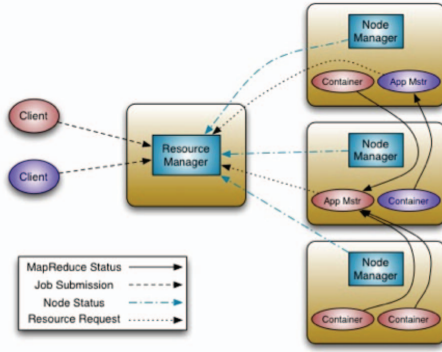 Node
Manager
Container
App Mstr
Client
Resource
Manager
Node
Manager
Client
App Mstr
Container
Node
Manager
Container
Container
MapReduce Status
Job Submission
Node Status
Resource Request